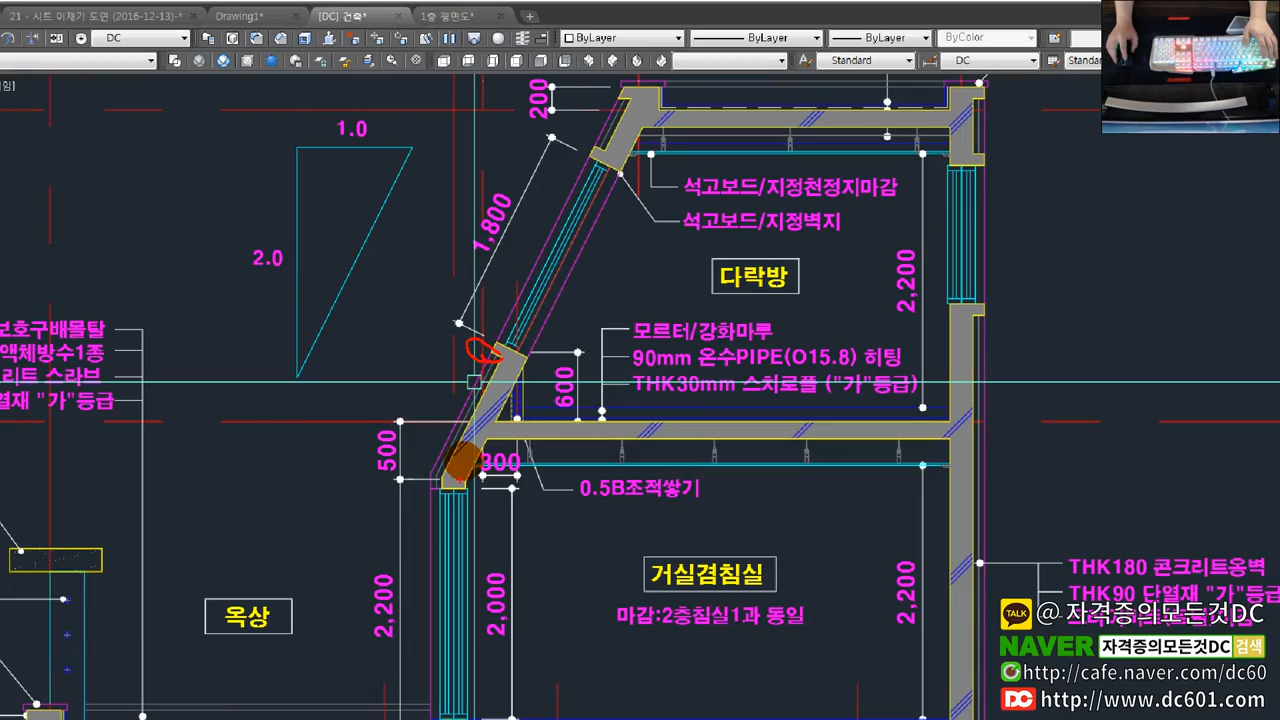 21 - 시트 이재기 도면 (2016-12-13)-*
Drawing1*
[DC] 건축*
1층 평면도*
DC
ByLayer
ByLayer
ByLayer
ByColor
Standard
DC
Standa
임]
1.0
2.0
200
1,800
석고보드/지정천정지마감
석고보드/지정벽지
다락방
2,200
모르터/강화마루
90mm 온수PIPE(O15.8) 히팅
THK30mm 스치로폴 ("가"등급)
600
보호구배몰탈
액체방수1종
리트 스라브
열재 "가"등급
500
300
0.5B조적쌓기
거실겸침실
마감:2층침실1과 동일
2,200
2,000
2,200
옥상
THK180 콘크리트옹벽
THK90 단열재 "가"등급
TALK @ 자격증의모든것DC
NAVER 자격증의모든것DC 검색
http://cafe.naver.com/dc60
DC http://www.dc601.com